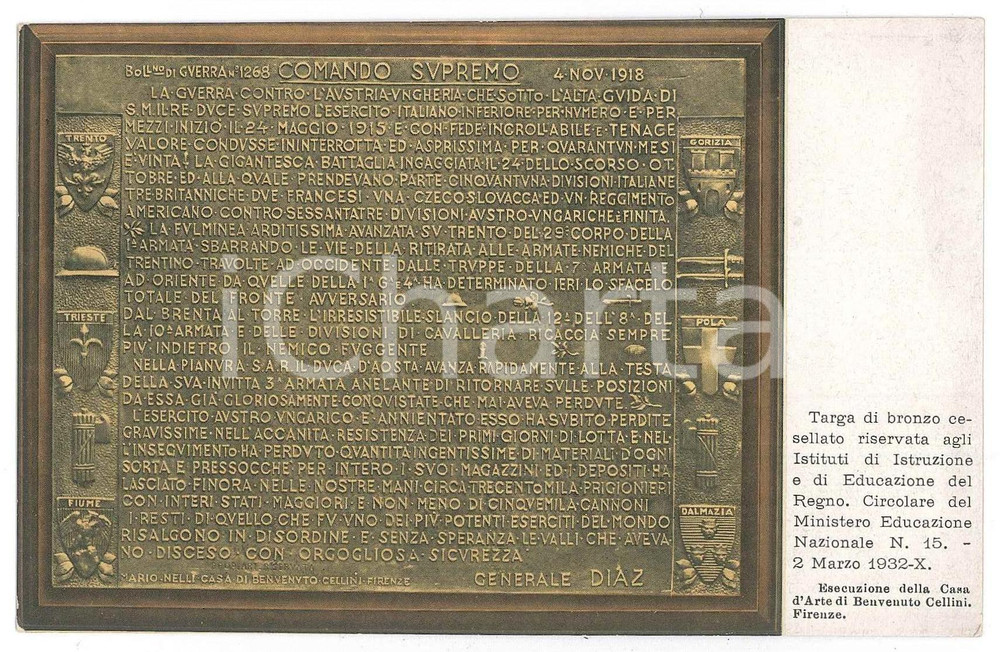 BOLL.NO DI GVERRA N° 1268 COMANDO SVPREMO 4·NOV·1918
LA·GVERRA·CONTRO·L'AVSTRIA-VNGHERIA·CHE·SOTTO·L'ALTA·GVIDA·DI
S·M·IL·RE·DVCE·SVPREMO·L'ESERCITO·ITALIANO·INFERIORE·PER·NVMERO·E·PER
MEZZI·INIZIÒ·IL·24·MAGGIO·1915·E·CON·FEDE·INCROLLABILE·E·TENACE
VALORE·CONDVSSE·ININTERROTTA·ED·ASPRISSIMA·PER·QVARANTVN·MESI
E·VINTA! LA·GIGANTESCA·BATTAGLIA·INGAGGIATA·IL·24·DELLO·SCORSO·OT
TOBRE·ED·ALLA·QVALE·PRENDEVANO·PARTE·CINQVANTVNA·DIVISIONI·ITALIANE
TRE·BRITANNICHE·DVE·FRANCESI·VNA·CZECO·SLOVACCA·ED·VN·REGGIMENTO
AMERICANO·CONTRO·SESSANTATRE·DIVISIONI·AVSTRO·VNGARICHE·È·FINITA.
LA·FVLMINEA·ARDITISSIMA·AVANZATA·SV·TRENTO·DEL·29°·CORPO·DELLA
1ª·ARMATA·SBARRANDO·LE·VIE·DELLA·RITIRATA·ALLE·ARMATE·NEMICHE·DEL
TRENTINO·TRAVOLTE·AD·OCCIDENTE·DALLE·TRVPPE·DELLA·7ª·ARMATA·E
AD·ORIENTE·DA·QVELLE·DELLA·1ª·6ª·E·4ª·HA·DETERMINATO·IERI·LO·SFACELO
TOTALE·DEL·FRONTE·AVVERSARIO
DAL·BRENTA·AL·TORRE·L'IRRESISTIBILE·SLANCIO·DELLA·12ª·DELL'8ª·DEL
LA·10ª·ARMATA·E·DELLE·DIVISIONI·DI·CAVALLERIA·RICACCIA·SEMPRE
PIV·INDIETRO·IL·NEMICO·FVGGENTE
NELLA·PIANVRA·S·A·R·IL·DVCA·D'AOSTA·AVANZA·RAPIDAMENTE·ALLA·TESTA
DELLA·SVA·INVITTA·3ª·ARMATA·ANELANTE·DI·RITORNARE·SVLLE·POSIZIONI
DA·ESSA·GIÀ·GLORIOSAMENTE·CONQVISTATE·CHE·MAI·AVEVA·PERDVTE
L'ESERCITO·AVSTRO·VNGARICO·È·ANNIENTATO·ESSO·HA·SVBITO·PERDITE
GRAVISSIME·NELL'ACCANITA·RESISTENZA·DEI·PRIMI·GIORNI·DI·LOTTA·E·NEL
L'INSEGVIMENTO·HA·PERDVTO·QVANTITÀ·INGENTISSIME·DI·MATERIALI·D'OGNI
SORTA·E·PRESSOCCHE·PER·INTERO·I·SVOI·MAGAZZINI·ED·I·DEPOSITI·HA
LASCIATO·FINORA·NELLE·NOSTRE·MANI·CIRCA·TRECENTOMILA·PRIGIONIERI
CON·INTERI·STATI·MAGGIORI·E·NON·MENO·DI·CINQVEMILA·CANNONI
I·RESTI·DI·QVELLO·CHE·FV·VNO·DEI·PIV·POTENTI·ESERCITI·DEL·MONDO
RISALGONO·IN·DISORDINE·E·SENZA·SPERANZA·LE·VALLI·CHE·AVEVA-
NO·DISCESO·CON·ORGOGLIOSA·SICVREZZA
MARIO·NELLI·CASA·DI·BENVENVTO·CELLINI·FIRENZE GENERALE DIAZ
TRENTO
TRIESTE
FIUME
GORIZIA
POLA
DALMAZIA
iCharta
Targa di bronzo ce-
sellato riservata agli
Istituti di Istruzione
e di Educazione del
Regno. Circolare del
Ministero Educazione
Nazionale N. 15. -
2 Marzo 1932-X.
Esecuzione della Casa
d'Arte di Benvenuto Cellini.
Firenze.